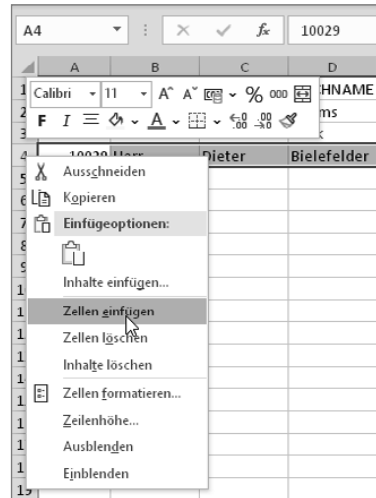 A4 fx 10029
A B C D
Calibri 11 A^ A˅ % 000 HNAME
F K A ms
10029 Herr Dieter Bielefelder
Ausschneiden
Kopieren
Einfügeoptionen:
Inhalte einfügen...
Zellen einfügen
Zellen löschen
Inhalte löschen
Zellen formatieren...
Zeilenhöhe...
Ausblenden
Einblenden